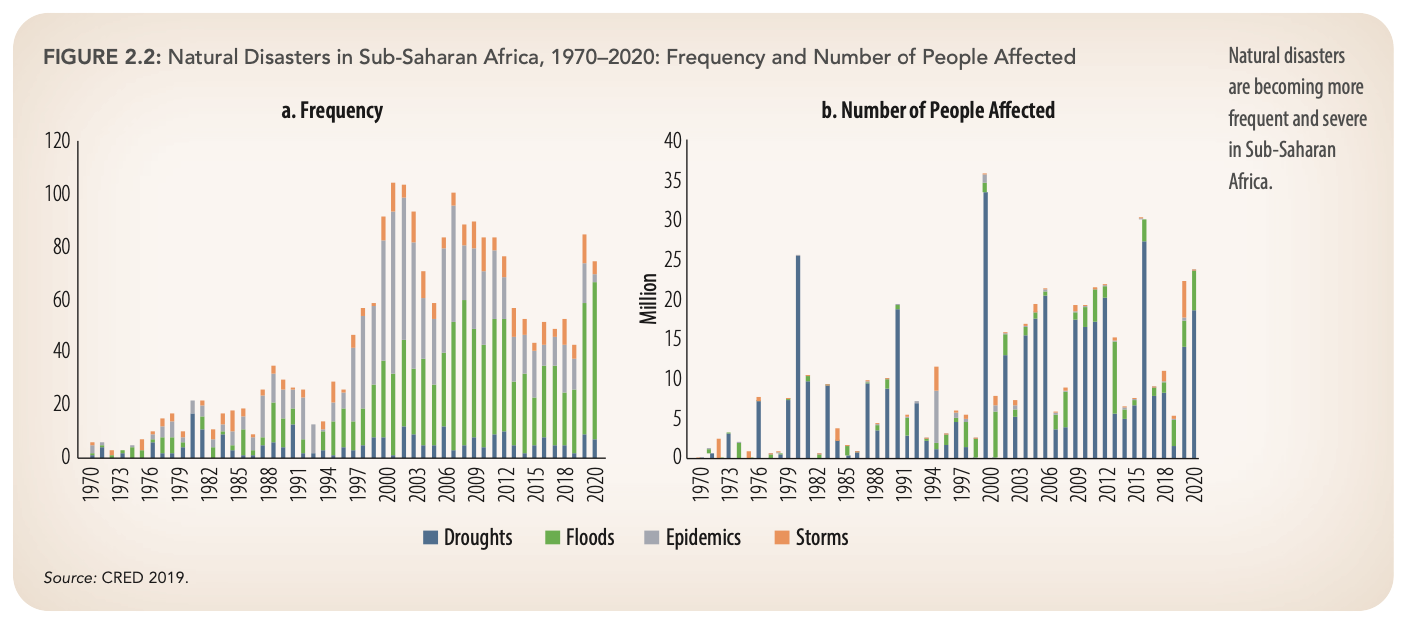 FIGURE 2.2: Natural Disasters in Sub-Saharan Africa, 1970–2020: Frequency and Number of People Affected
Natural disasters
are becoming more
frequent and severe
in Sub-Saharan
Africa.
a. Frequency
120
100
80
60
40
20
0
1970 1973 1976 1979 1982 1985 1988 1991 1994 1997 2000 2003 2006 2009 2012 2015 2018 2020
b. Number of People Affected
Million
40
35
30
25
20
15
10
5
0
1970 1973 1976 1979 1982 1985 1988 1991 1994 1997 2000 2003 2006 2009 2012 2015 2018 2020
Droughts Floods Epidemics Storms
Source: CRED 2019.